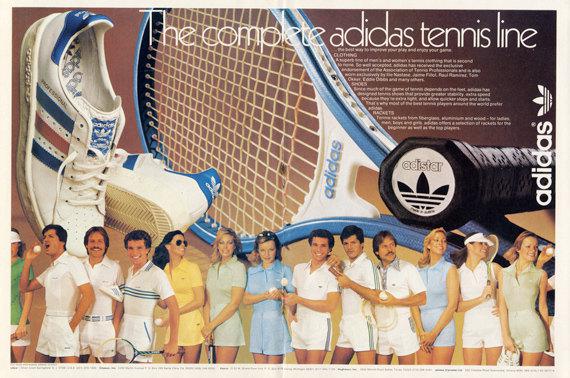 The complete adidas tennis line
the best way to improve your play and enjoy your game.
CLOTHING
A superb line of men's and women's tennis clothing that is second
to none. So well accepted, adidas has received the exclusive
endorsement of the Association of Tennis Professionals and is also
worn exclusively by Ilie Nastase, Jaime Fillol, Raul Ramirez, Tom
Okker, Eddie Dibbs and many others.
SHOES
Since much of the game of tennis depends on the feet, adidas has
designed tennis shoes that provide greater stability, extra speed
because they're extra light, and allow quicker stops and starts.
That's why most of the best tennis players around the world prefer
adidas.
RACKETS
Tennis rackets from fiberglass, aluminium and wood - for ladies,
men, boys and girls. adidas offers a selection of rackets for the
beginner as well as the top players.
adidas
adidas
adistar